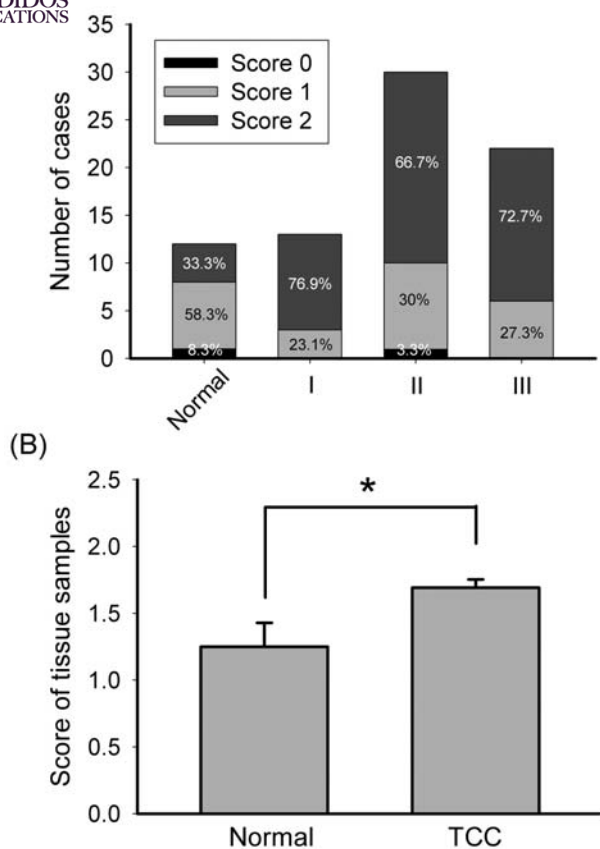 CATIONS
35
30
25
20
15
10
5
0
Number of cases
Score 0
Score 1
Score 2
33.3%
58.3%
8.3%
76.9%
23.1%
66.7%
30%
3.3%
72.7%
27.3%
Normal I II III
(B)
2.5
2.0
1.5
1.0
0.5
0.0
Score of tissue samples
*
Normal TCC